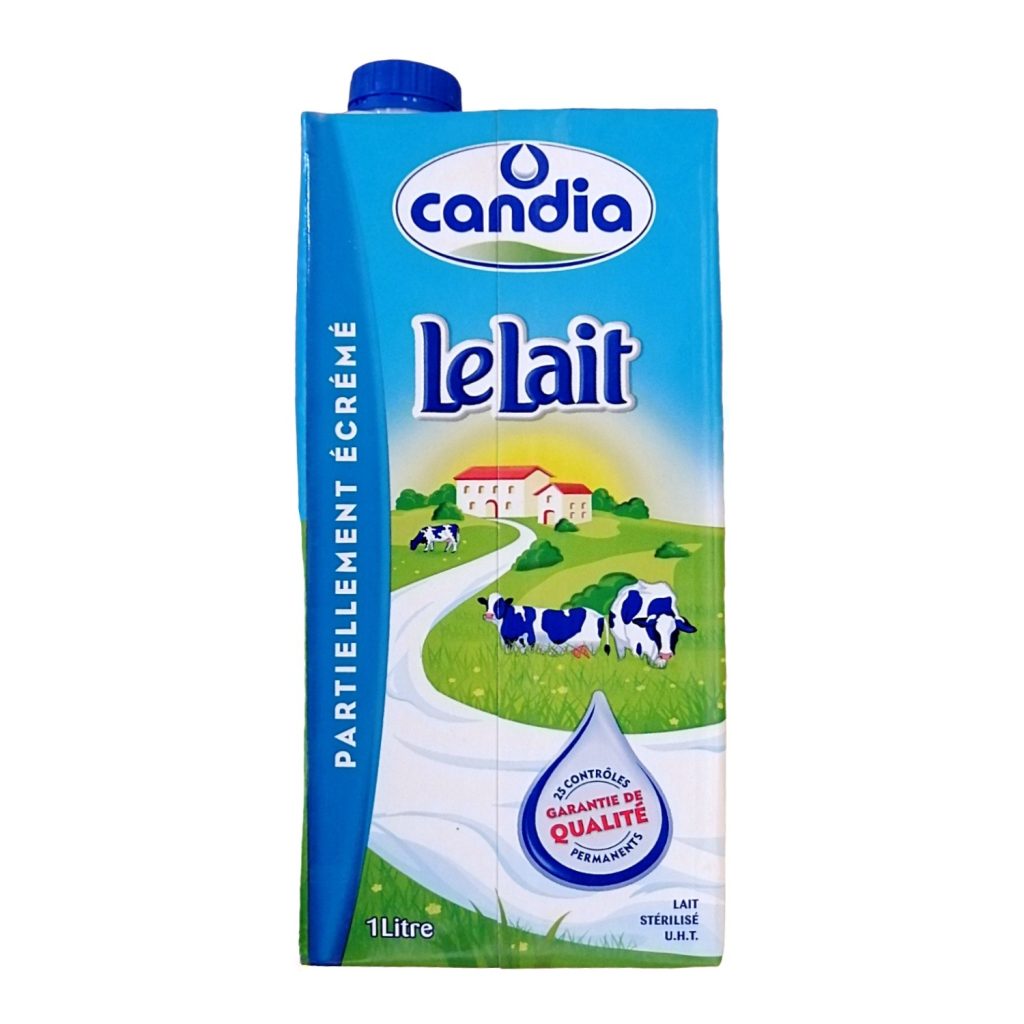 candia
LeLait
PARTIELLEMENT ÉCRÉMÉ
25 CONTRÔLES
GARANTIE DE
QUALITÉ
PERMANENTS
1Litre
LAIT
STÉRILISÉ
U.H.T.